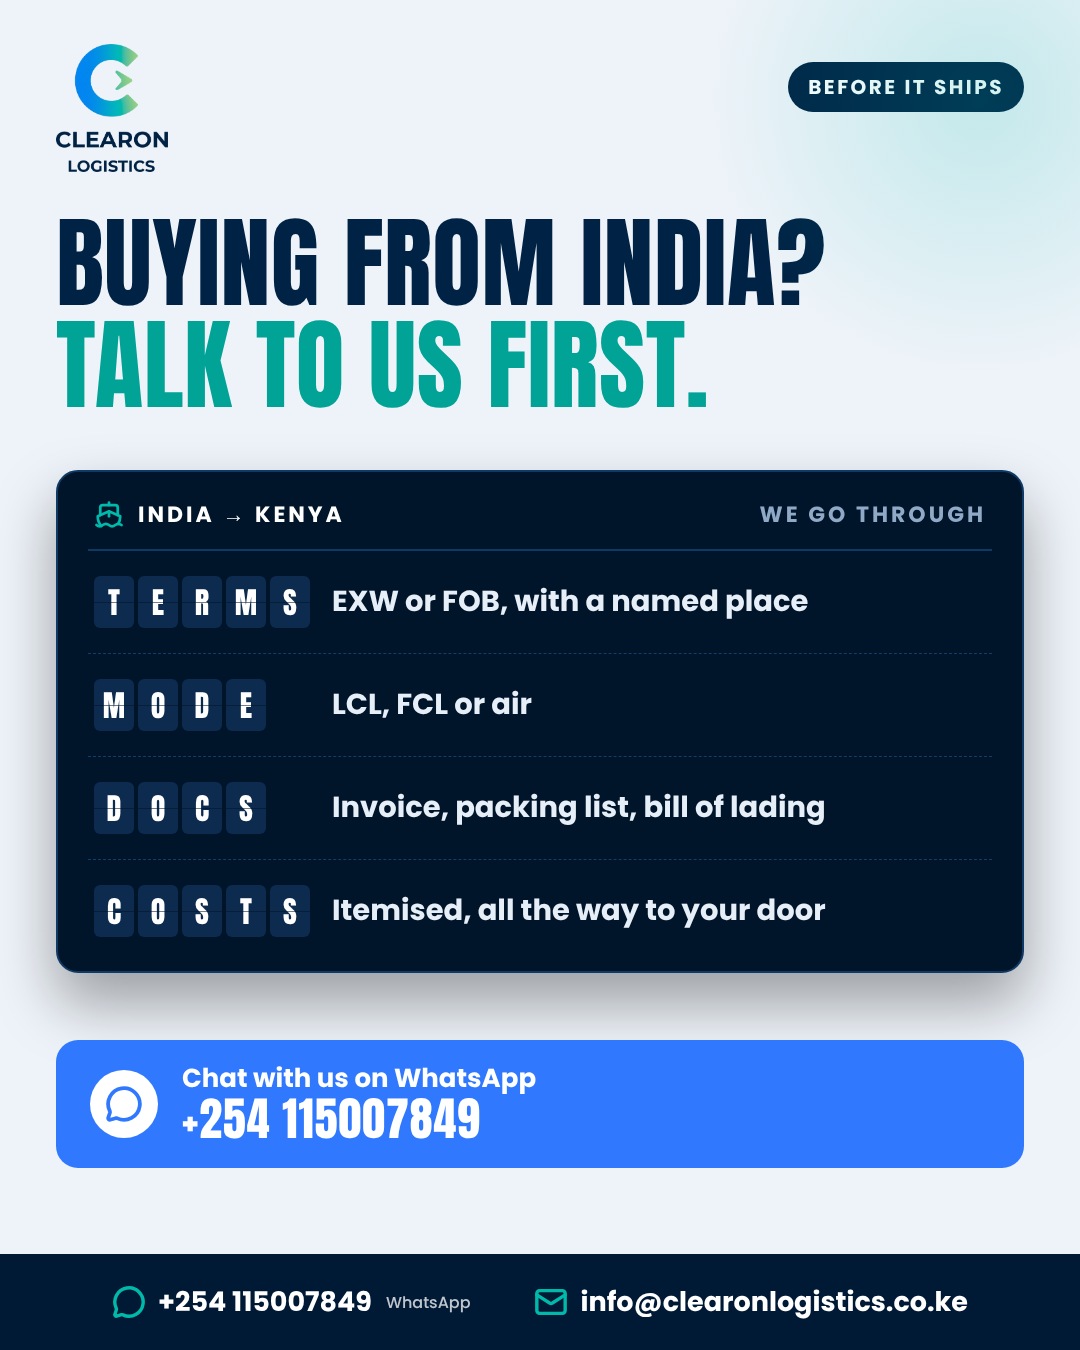 CLEARON
LOGISTICS
BEFORE IT SHIPS
BUYING FROM INDIA?
TALK TO US FIRST.
INDIA → KENYA
WE GO THROUGH
TERMS EXW or FOB, with a named place
MODE LCL, FCL or air
DOCS Invoice, packing list, bill of lading
COSTS Itemised, all the way to your door
Chat with us on WhatsApp
+254 115007849
+254 115007849 WhatsApp
info@clearonlogistics.co.ke